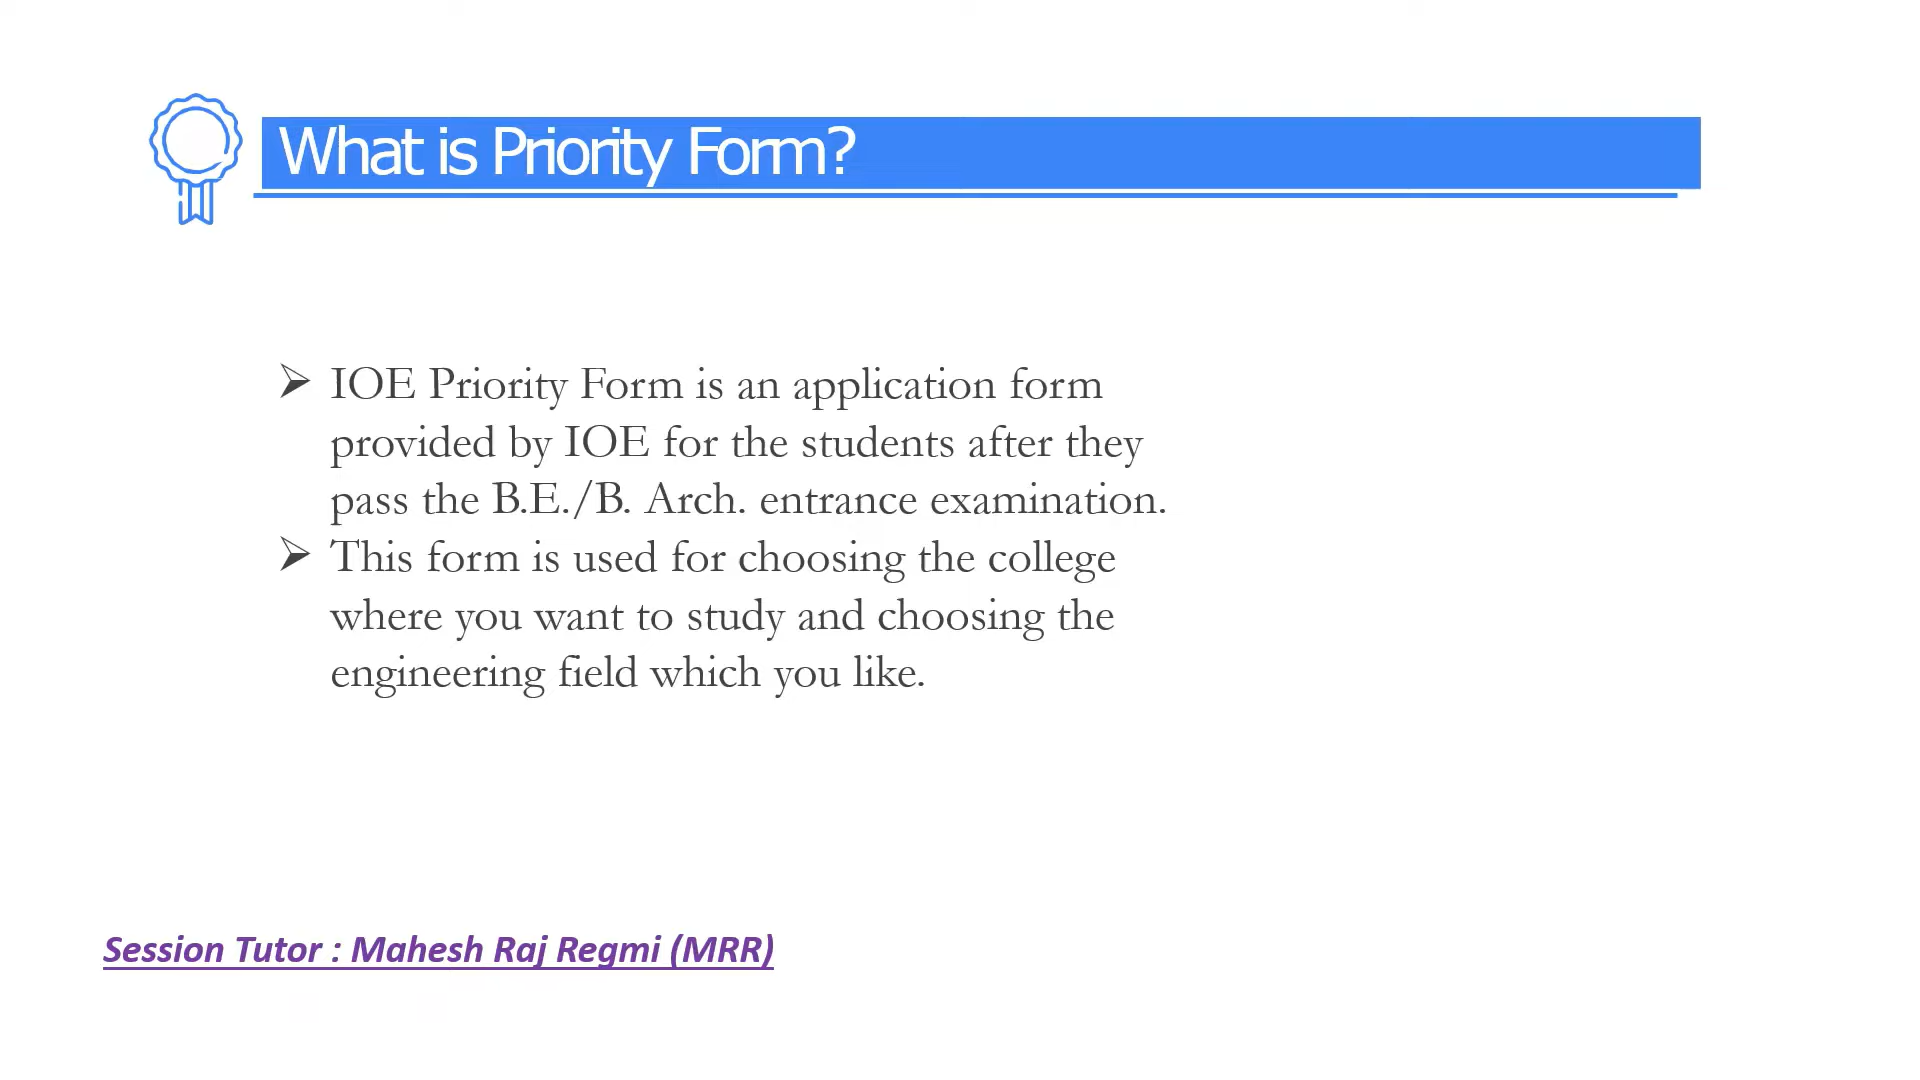 What is Priority Form?
➢ IOE Priority Form is an application form
provided by IOE for the students after they
pass the B.E./B. Arch. entrance examination.
➢ This form is used for choosing the college
where you want to study and choosing the
engineering field which you like.
Session Tutor : Mahesh Raj Regmi (MRR)